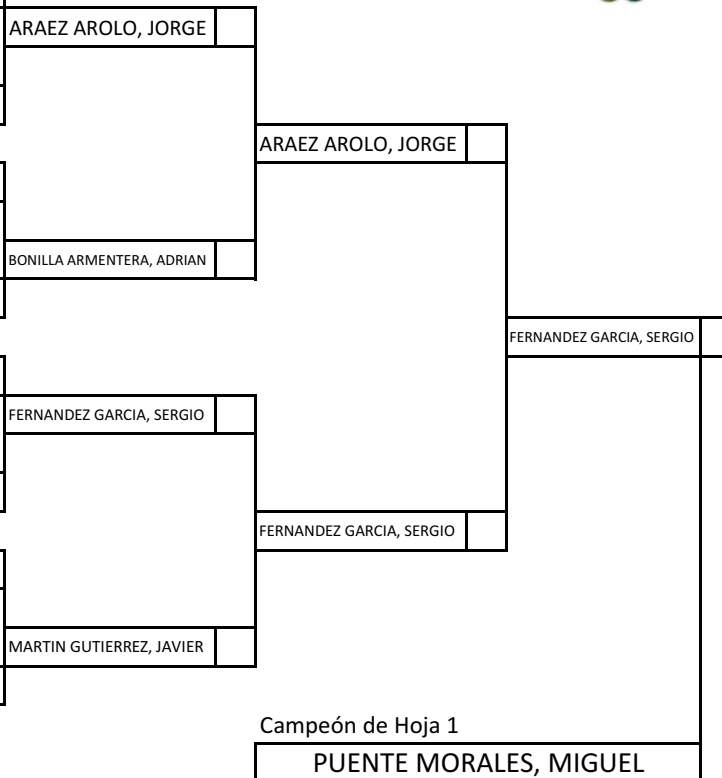 ARAEZ AROLO, JORGE
ARAEZ AROLO, JORGE
BONILLA ARMENTERA, ADRIAN
FERNANDEZ GARCIA, SERGIO
FERNANDEZ GARCIA, SERGIO
FERNANDEZ GARCIA, SERGIO
MARTIN GUTIERREZ, JAVIER
Campeón de Hoja 1
PUENTE MORALES, MIGUEL